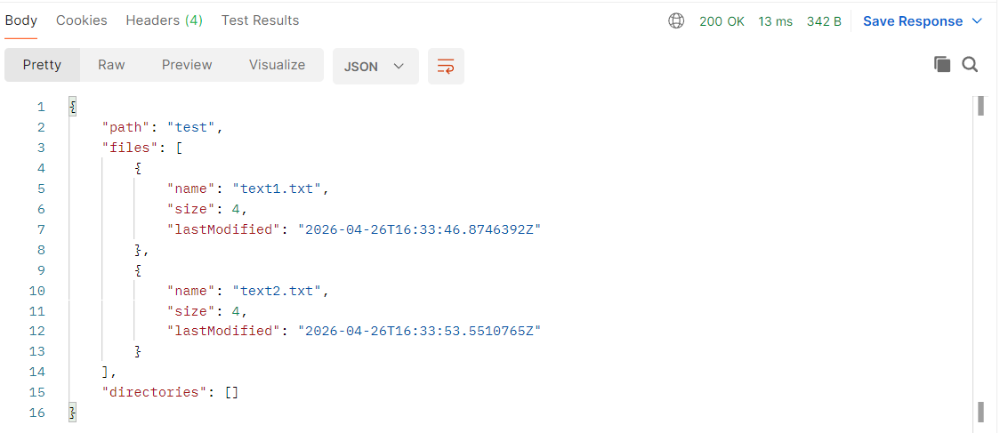 Body Cookies Headers (4) Test Results 200 OK 13 ms 342 B Save Response
Pretty Raw Preview Visualize JSON
1 {
2 "path": "test",
3 "files": [
4 {
5 "name": "text1.txt",
6 "size": 4,
7 "lastModified": "2026-04-26T16:33:46.8746392Z"
8 },
9 {
10 "name": "text2.txt",
11 "size": 4,
12 "lastModified": "2026-04-26T16:33:53.5510765Z"
13 }
14 ],
15 "directories": []
16 }